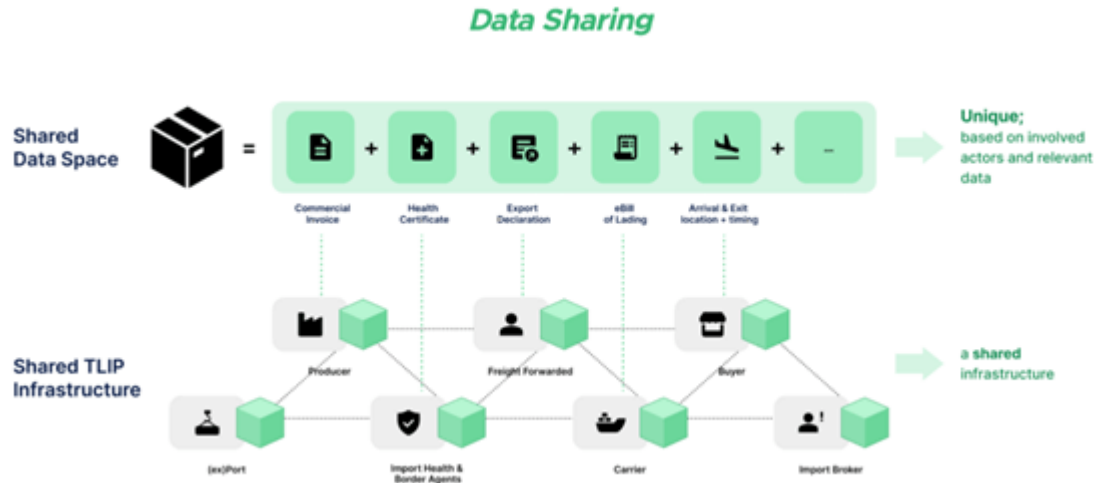 Data Sharing
Shared
Data Space
=
+
+
+
+
+
...
Unique;
based on involved
actors and relevant
data
Commercial
Invoice
Health
Certificate
Export
Declaration
eBill
of Lading
Arrival & Exit
location + timing
Shared TLIP
Infrastructure
Producer
Freight Forwarded
Buyer
a shared
infrastructure
(ex)Port
Import Health &
Border Agents
Carrier
Import Broker